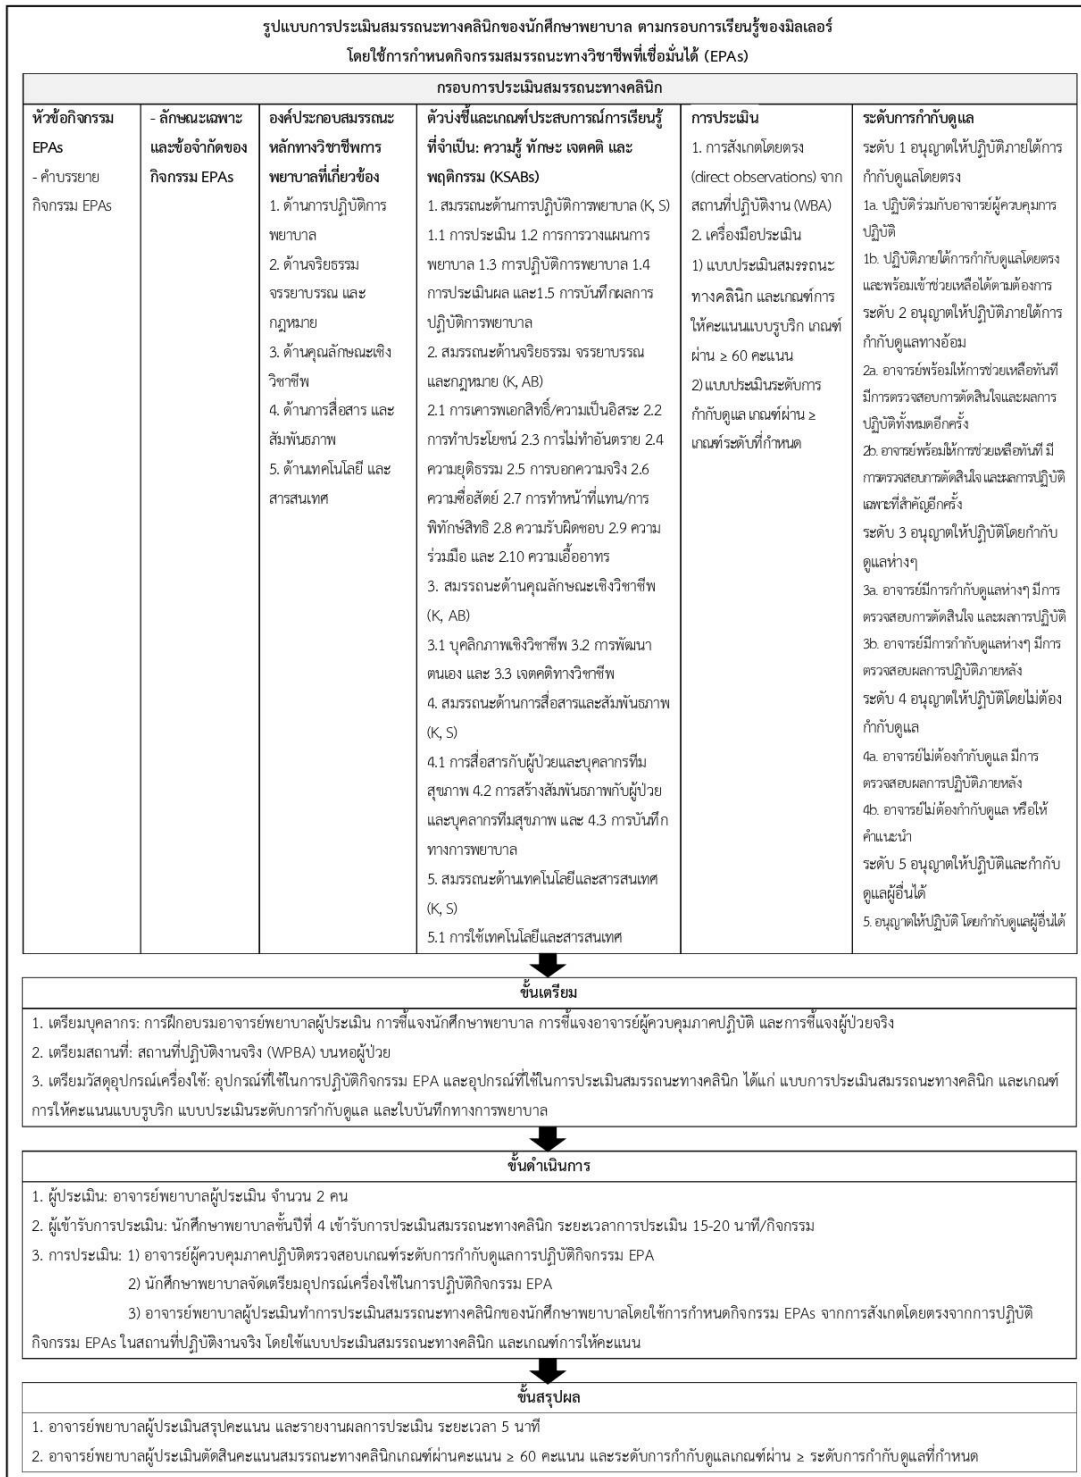 รูปแบบการประเมินสมรรถนะทางคลินิกของนักศึกษาพยาบาล ตามกรอบการเรียนรู้ของมิลเลอร์
โดยใช้การกำหนดกิจกรรมสมรรถนะทางวิชาชีพที่เชื่อมั่นได้ (EPAs)
กรอบการประเมินสมรรถนะทางคลินิก
หัวข้อกิจกรรม
EPAs
- คำบรรยาย
กิจกรรม EPAs
- ลักษณะเฉพาะ
และข้อจำกัดของ
กิจกรรม EPAs
องค์ประกอบสมรรถนะ
หลักทางวิชาชีพการ
พยาบาลที่เกี่ยวข้อง
1. ด้านการปฏิบัติการ
พยาบาล
2. ด้านจริยธรรม
จรรยาบรรณ และ
กฎหมาย
3. ด้านคุณลักษณะเชิง
วิชาชีพ
4. ด้านการสื่อสาร และ
สัมพันธภาพ
5. ด้านเทคโนโลยี และ
สารสนเทศ
ตัวบ่งชี้และเกณฑ์ประสบการณ์การเรียนรู้
ที่จำเป็น: ความรู้ ทักษะ เจตคติ และ
พฤติกรรม (KSABs)
1. สมรรถนะด้านการปฏิบัติการพยาบาล (K, S)
1.1 การประเมิน 1.2 การการวางแผนการ
พยาบาล 1.3 การปฏิบัติการพยาบาล 1.4
การประเมินผล และ1.5 การบันทึกผลการ
ปฏิบัติการพยาบาล
2. สมรรถนะด้านจริยธรรม จรรยาบรรณ
และกฎหมาย (K, AB)
2.1 การเคารพเอกสิทธิ์/ความเป็นอิสระ 2.2
การทำประโยชน์ 2.3 การไม่ทำอันตราย 2.4
ความยุติธรรม 2.5 การบอกความจริง 2.6
ความซื่อสัตย์ 2.7 การทำหน้าที่แทน/การ
พิทักษ์สิทธิ 2.8 ความรับผิดชอบ 2.9 ความ
ร่วมมือ และ 2.10 ความเอื้ออาทร
3. สมรรถนะด้านคุณลักษณะเชิงวิชาชีพ
(K, AB)
3.1 บุคลิกภาพเชิงวิชาชีพ 3.2 การพัฒนา
ตนเอง และ 3.3 เจตคติทางวิชาชีพ
4. สมรรถนะด้านการสื่อสารและสัมพันธภาพ
(K, S)
4.1 การสื่อสารกับผู้ป่วยและบุคลากรทีม
สุขภาพ 4.2 การสร้างสัมพันธภาพกับผู้ป่วย
และบุคลากรทีมสุขภาพ และ 4.3 การบันทึก
ทางการพยาบาล
5. สมรรถนะด้านเทคโนโลยีและสารสนเทศ
(K, S)
5.1 การใช้เทคโนโลยีและสารสนเทศ
การประเมิน
1. การสังเกตโดยตรง
(direct observations) จาก
สถานที่ปฏิบัติงาน (WBA)
2. เครื่องมือประเมิน
1) แบบประเมินสมรรถนะ
ทางคลินิก และเกณฑ์การ
ให้คะแนนแบบรูบริก เกณฑ์
ผ่าน ≥ 60 คะแนน
2) แบบประเมินระดับการ
กำกับดูแล เกณฑ์ผ่าน ≥
เกณฑ์ระดับที่กำหนด
ระดับการกำกับดูแล
ระดับ 1 อนุญาตให้ปฏิบัติภายใต้การ
กำกับดูแลโดยตรง
1a. ปฏิบัติร่วมกับอาจารย์ผู้ควบคุมการ
ปฏิบัติ
1b. ปฏิบัติภายใต้การกำกับดูแลโดยตรง
และพร้อมเข้าช่วยเหลือได้ตามต้องการ
ระดับ 2 อนุญาตให้ปฏิบัติภายใต้การ
กำกับดูแลทางอ้อม
2a. อาจารย์พร้อมให้การช่วยเหลือทันที
มีการตรวจสอบการตัดสินใจและผลการ
ปฏิบัติทั้งหมดอีกครั้ง
2b. อาจารย์พร้อมให้การช่วยเหลือทันที มี
การตรวจสอบการตัดสินใจ และผลการปฏิบัติ
เฉพาะที่สำคัญอีกครั้ง
ระดับ 3 อนุญาตให้ปฏิบัติโดยกำกับ
ดูแลห่างๆ
3a. อาจารย์มีการกำกับดูแลห่างๆ มีการ
ตรวจสอบการตัดสินใจ และผลการปฏิบัติ
3b. อาจารย์มีการกำกับดูแลห่างๆ มีการ
ตรวจสอบผลการปฏิบัติภายหลัง
ระดับ 4 อนุญาตให้ปฏิบัติโดยไม่ต้อง
กำกับดูแล
4a. อาจารย์ไม่ต้องกำกับดูแล มีการ
ตรวจสอบผลการปฏิบัติภายหลัง
4b. อาจารย์ไม่ต้องกำกับดูแล หรือให้
คำแนะนำ
ระดับ 5 อนุญาตให้ปฏิบัติและกำกับ
ดูแลผู้อื่นได้
5. อนุญาตให้ปฏิบัติ โดยกำกับดูแลผู้อื่นได้
ขั้นเตรียม
1. เตรียมบุคลากร: การฝึกอบรมอาจารย์พยาบาลผู้ประเมิน การชี้แจงนักศึกษาพยาบาล การชี้แจงอาจารย์ผู้ควบคุมภาคปฏิบัติ และการชี้แจงผู้ป่วยจริง
2. เตรียมสถานที่: สถานที่ปฏิบัติงานจริง (WPBA) บนหอผู้ป่วย
3. เตรียมวัสดุอุปกรณ์เครื่องใช้: อุปกรณ์ที่ใช้ในการปฏิบัติกิจกรรม EPA และอุปกรณ์ที่ใช้ในการประเมินสมรรถนะทางคลินิก ได้แก่ แบบการประเมินสมรรถนะทางคลินิก และเกณฑ์
การให้คะแนนแบบรูบริก แบบประเมินระดับการกำกับดูแล และใบบันทึกทางการพยาบาล
ขั้นดำเนินการ
1. ผู้ประเมิน: อาจารย์พยาบาลผู้ประเมิน จำนวน 2 คน
2. ผู้เข้ารับการประเมิน: นักศึกษาพยาบาลชั้นปีที่ 4 เข้ารับการประเมินสมรรถนะทางคลินิก ระยะเวลาการประเมิน 15-20 นาที/กิจกรรม
3. การประเมิน: 1) อาจารย์ผู้ควบคุมภาคปฏิบัติตรวจสอบเกณฑ์ระดับการกำกับดูแลการปฏิบัติกิจกรรม EPA
2) นักศึกษาพยาบาลจัดเตรียมอุปกรณ์เครื่องใช้ในการปฏิบัติกิจกรรม EPA
3) อาจารย์พยาบาลผู้ประเมินทำการประเมินสมรรถนะทางคลินิกของนักศึกษาพยาบาลโดยใช้การกำหนดกิจกรรม EPAs จากการสังเกตโดยตรงจากการปฏิบัติ
กิจกรรม EPAs ในสถานที่ปฏิบัติงานจริง โดยใช้แบบประเมินสมรรถนะทางคลินิก และเกณฑ์การให้คะแนน
ขั้นสรุปผล
1. อาจารย์พยาบาลผู้ประเมินสรุปคะแนน และรายงานผลการประเมิน ระยะเวลา 5 นาที
2. อาจารย์พยาบาลผู้ประเมินตัดสินคะแนนสมรรถนะทางคลินิกเกณฑ์ผ่านคะแนน ≥ 60 คะแนน และระดับการกำกับดูแลเกณฑ์ผ่าน ≥ ระดับการกำกับดูแลที่กำหนด